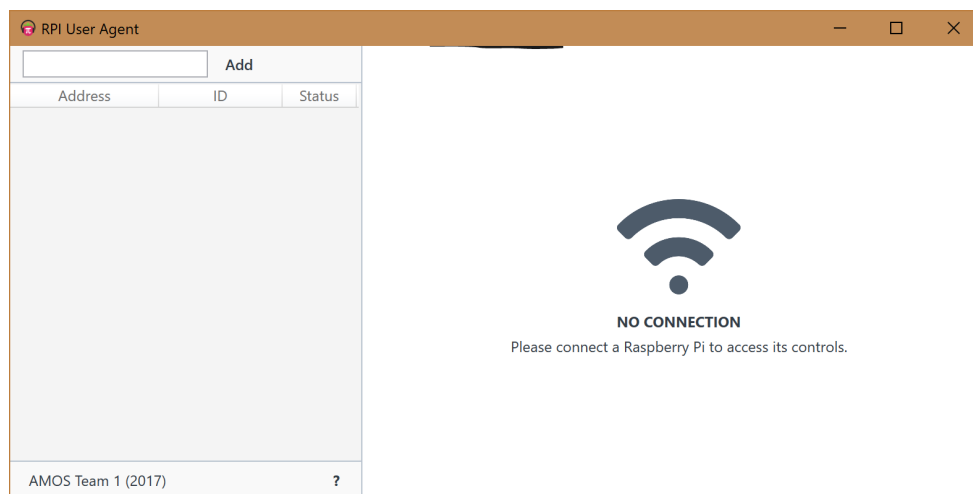 RPI User Agent
Add
Address ID Status
NO CONNECTION
Please connect a Raspberry Pi to access its controls.
AMOS Team 1 (2017) ?